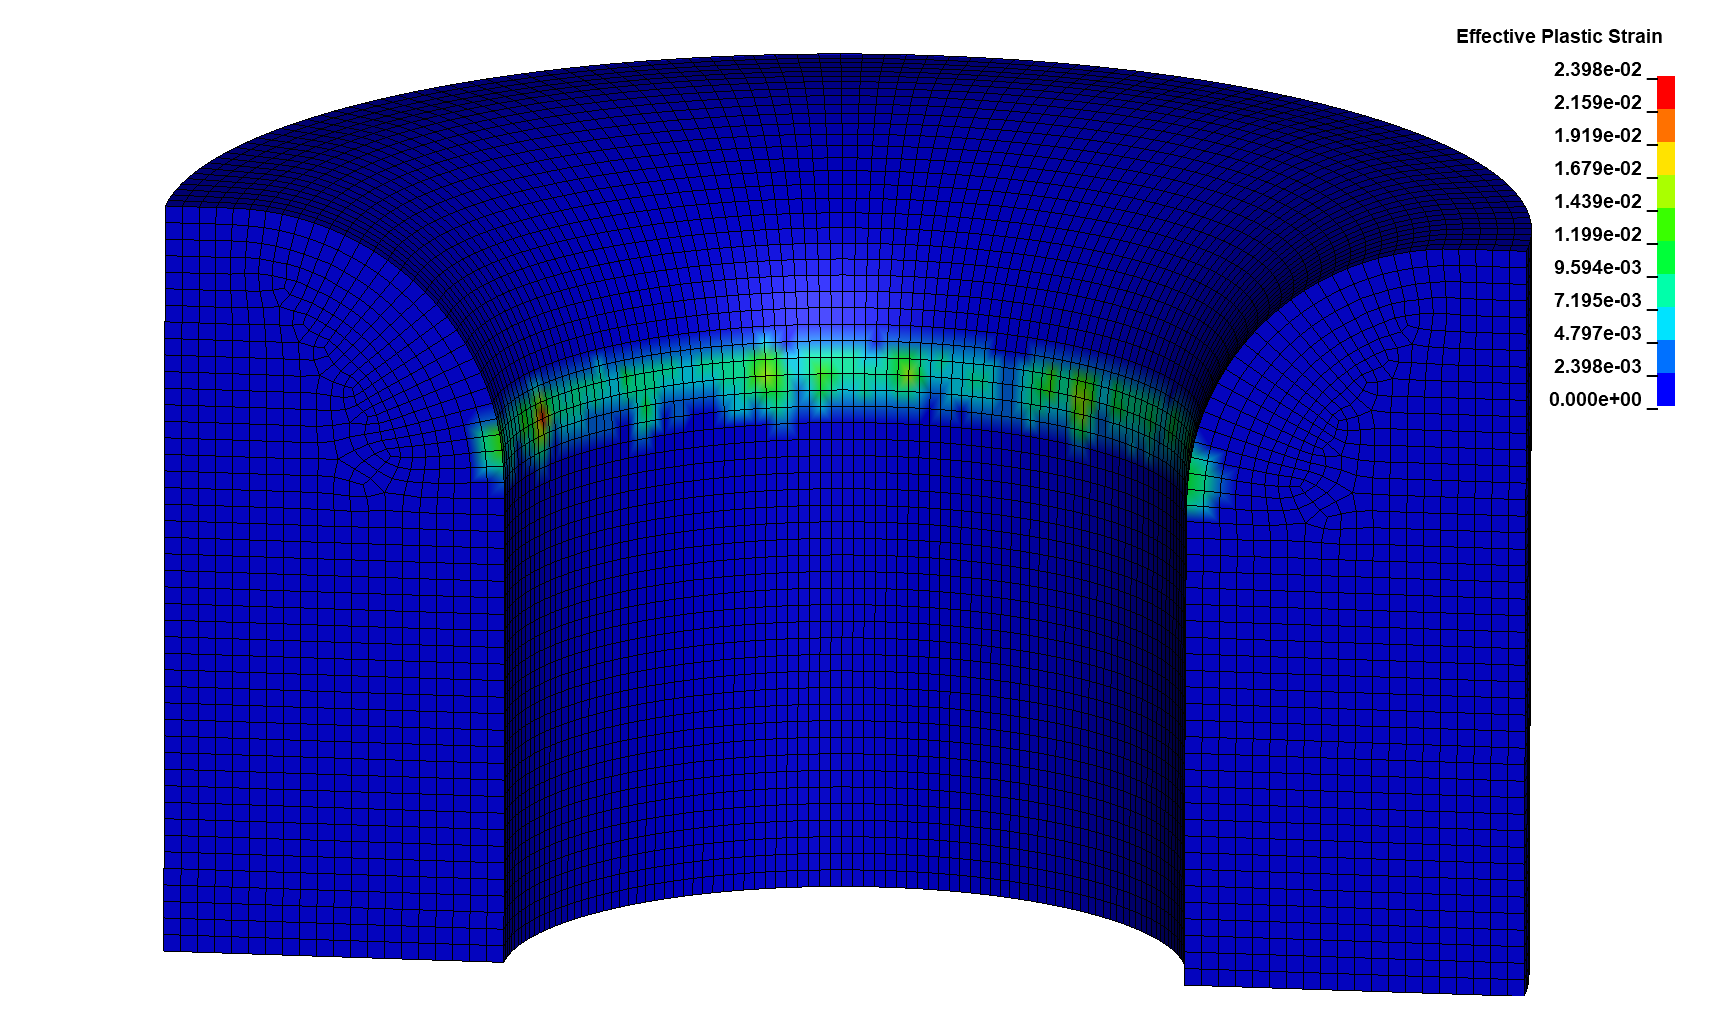 Effective Plastic Strain
2.398e-02
2.159e-02
1.919e-02
1.679e-02
1.439e-02
1.199e-02
9.594e-03
7.195e-03
4.797e-03
2.398e-03
0.000e+00